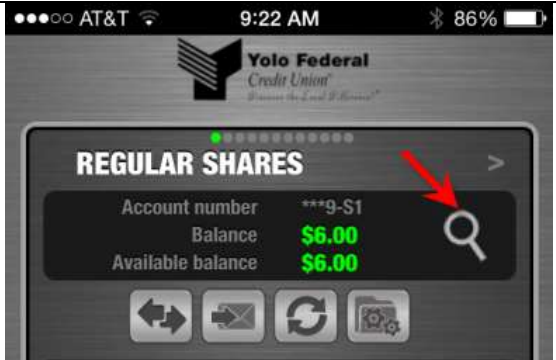 AT&T 9:22 AM 86%
Yolo Federal
Credit Union
REGULAR SHARES >
Account number ***9-S1
Balance $6.00
Available balance $6.00